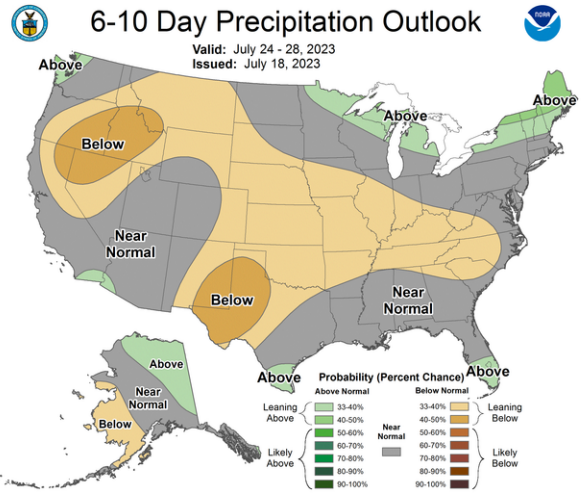 6-10 Day Precipitation Outlook
Valid: July 24 - 28, 2023
Issued: July 18, 2023
NOAA
Above
Above
Above
Below
Near
Normal
Below
Near
Normal
Above
Near
Normal
Below
Above
Above
Probability (Percent Chance)
Above Normal
Below Normal
Leaning
Above
33-40%
40-50%
Likely
Above
50-60%
60-70%
70-80%
80-90%
90-100%
Near
Normal
33-40%
40-50%
Leaning
Below
50-60%
60-70%
70-80%
80-90%
90-100%
Likely
Below